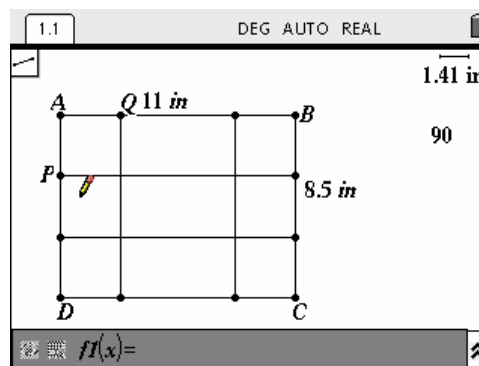 1.1 DEG AUTO REAL
1.41 in
A Q 11 in B
90
P
8.5 in
D C
f1(x)=